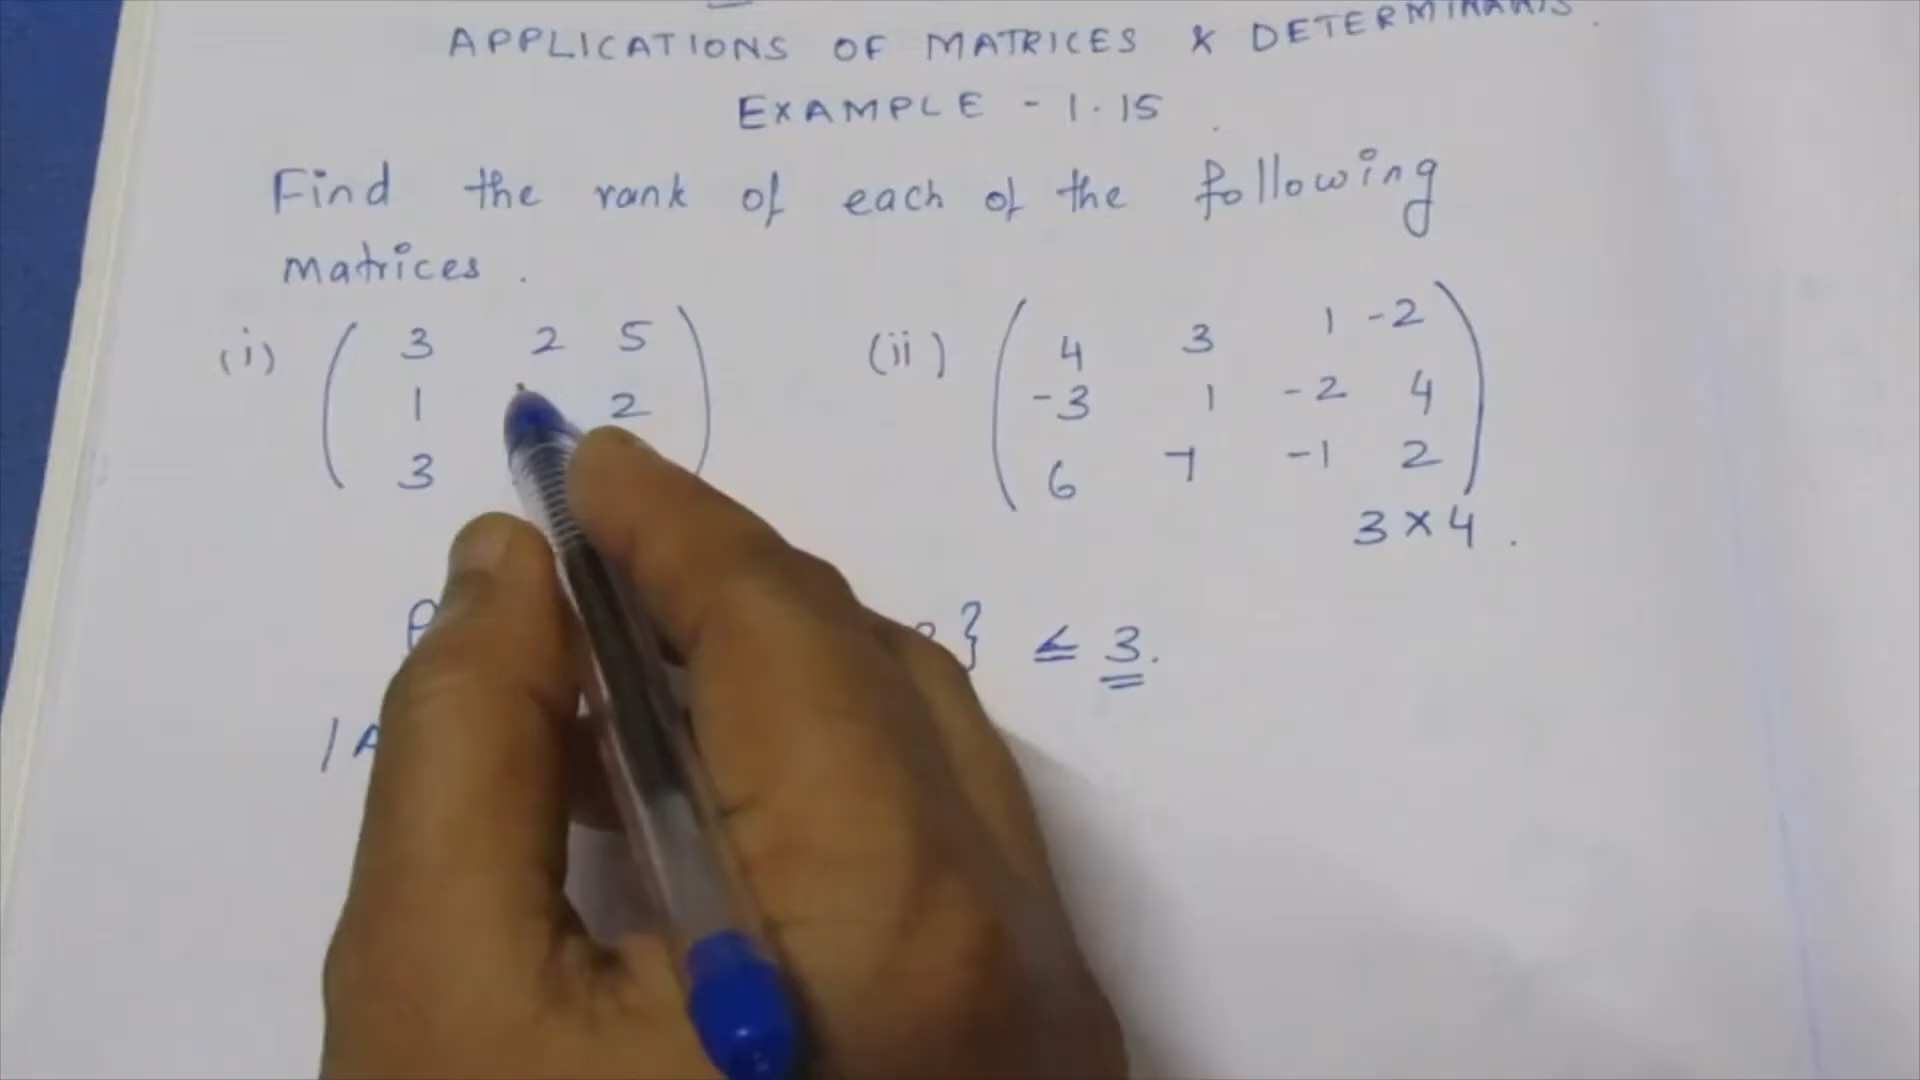 APPLICATIONS OF MATRICES & DETERMINANTS.
EXAMPLE - 1.15
Find the rank of each of the following
matrices.
(i) ( 3 2 5 ) (ii) ( 4 3 1 -2 )
1 2 -3 1 -2 4
3 6 7 -1 2
3 × 4.
} ≤ 3.
|A